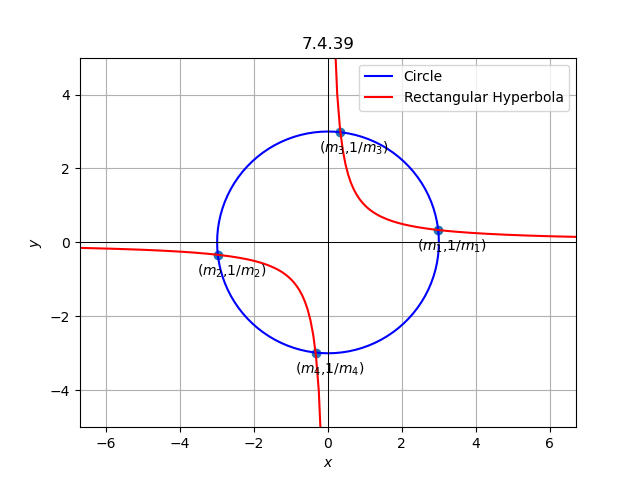 7.4.39
Circle
Rectangular Hyperbola
4
2
0
−2
−4
y
(m₃,1/m₃)
(m₁,1/m₁)
(m₂,1/m₂)
(m₄,1/m₄)
−6 −4 −2 0 2 4 6
x